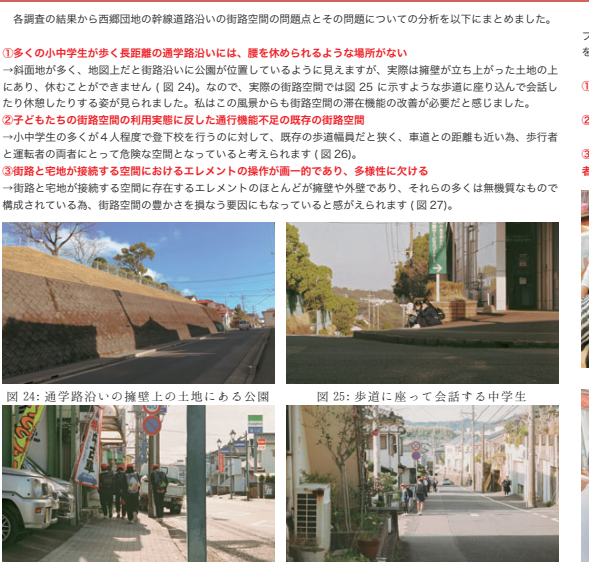 各調査の結果から西郷団地の幹線道路沿いの街路空間の問題点とその問題についての分析を以下にまとめました。
①多くの小中学生が歩く長距離の通学路沿いには、腰を休められるような場所がない
→斜面地が多く、地図上だと街路沿いに公園が位置しているように見えますが、実際は擁壁が立ち上がった土地の上
にあり、休むことができません ( 図 24)。なので、実際の街路空間では図 25 に示すような歩道に座り込んで会話し
たり休憩したりする姿が見られました。私はこの風景からも街路空間の滞在機能の改善が必要だと感じました。
②子どもたちの街路空間の利用実態に反した通行機能不足の既存の街路空間
→小中学生の多くが４人程度で登下校を行うのに対して、既存の歩道幅員だと狭く、車道との距離も近い為、歩行者
と運転者の両者にとって危険な空間となっていると考えられます ( 図 26)。
③街路と宅地が接続する空間におけるエレメントの操作が画一的であり、多様性に欠ける
→街路と宅地が接続する空間に存在するエレメントのほとんどが擁壁や外壁であり、それらの多くは無機質なもので
構成されている為、街路空間の豊かさを損なう要因にもなっていると感がえられます ( 図 27)。
図 24: 通学路沿いの擁壁上の土地にある公園
図 25: 歩道に座って会話する中学生